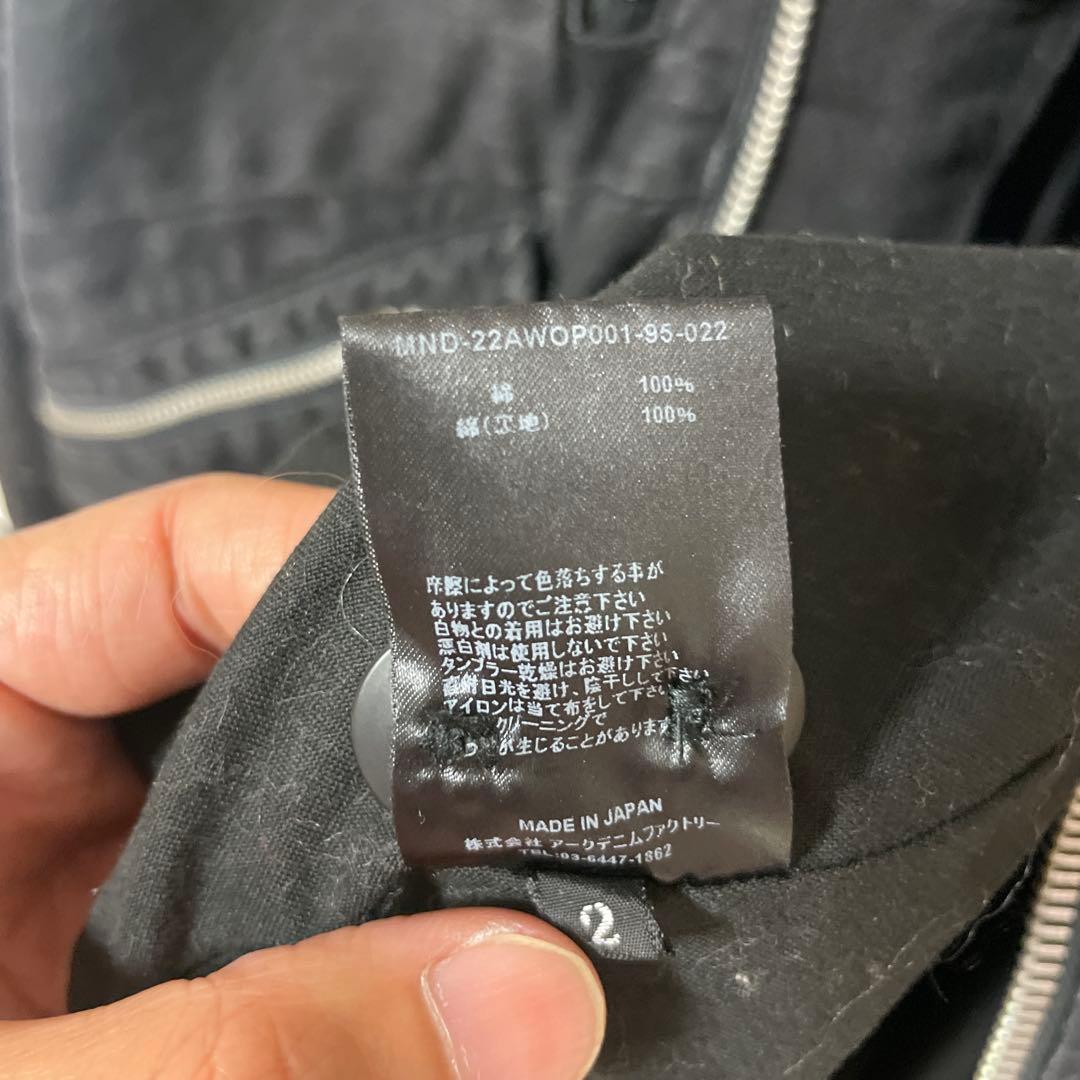 MND-22AWOP001-95-022
綿 100%
綿(芯地) 100%
摩擦によって色落ちする事が
ありますのでご注意下さい
白物との着用はお避け下さい
漂白剤は使用しないで下さい
タンブラー乾燥はお避け下さい
直射日光を避け、陰干しして下さい
アイロンは当て布をして下さい
クリーニングで
が生じることがあります
MADE IN JAPAN
株式会社 アークデニムファクトリー
TEL:03-6447-1862
2